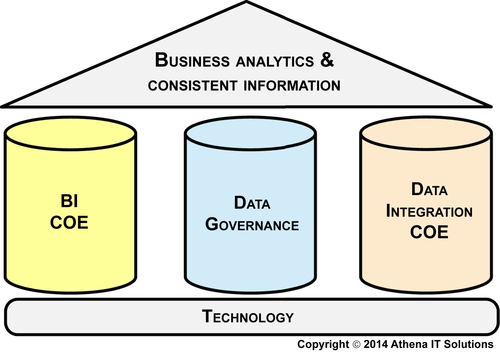 Business analytics &
consistent information
BI
COE
Data
Governance
Data
Integration
COE
Technology
Copyright © 2014 Athena IT Solutions